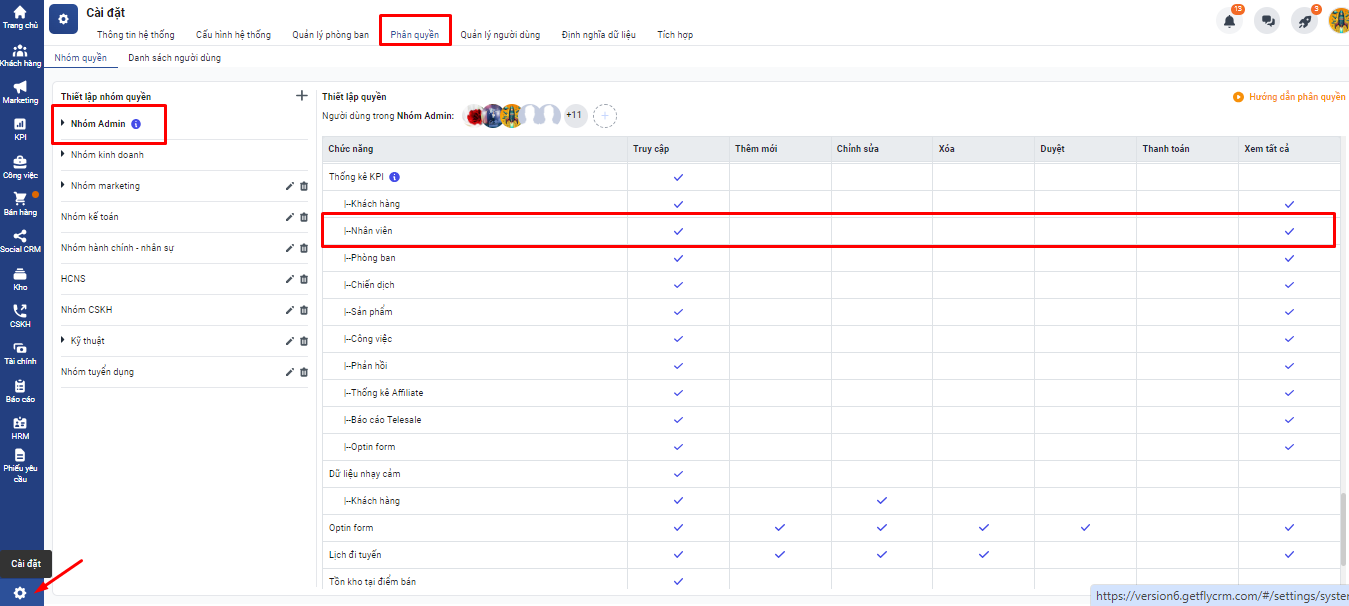 Trang chủ
Khách hàng
Marketing
KPI
Công việc
Bán hàng
Social CRM
Kho
CSKH
Tài chính
Báo cáo
HRM
Phiếu yêu
cầu
Cài đặt
Cài đặt
13
3
Thông tin hệ thống
Cấu hình hệ thống
Quản lý phòng ban
Phân quyền
Quản lý người dùng
Định nghĩa dữ liệu
Tích hợp
Nhóm quyền
Danh sách người dùng
Thiết lập nhóm quyền
Nhóm Admin
Nhóm kinh doanh
Nhóm marketing
Nhóm kế toán
Nhóm hành chính - nhân sự
HCNS
Nhóm CSKH
Kỹ thuật
Nhóm tuyển dụng
Thiết lập quyền
Hướng dẫn phân quyền
Người dùng trong Nhóm Admin: +11
Chức năng Truy cập Thêm mới Chỉnh sửa Xóa Duyệt Thanh toán Xem tất cả
Thống kê KPI
|--Khách hàng
|--Nhân viên
|--Phòng ban
|--Chiến dịch
|--Sản phẩm
|--Công việc
|--Phản hồi
|--Thống kê Affiliate
|--Báo cáo Telesale
|--Optin form
Dữ liệu nhạy cảm
|--Khách hàng
Optin form
Lịch đi tuyến
Tồn kho tại điểm bán
https://version6.getflycrm.com/#/settings/syster